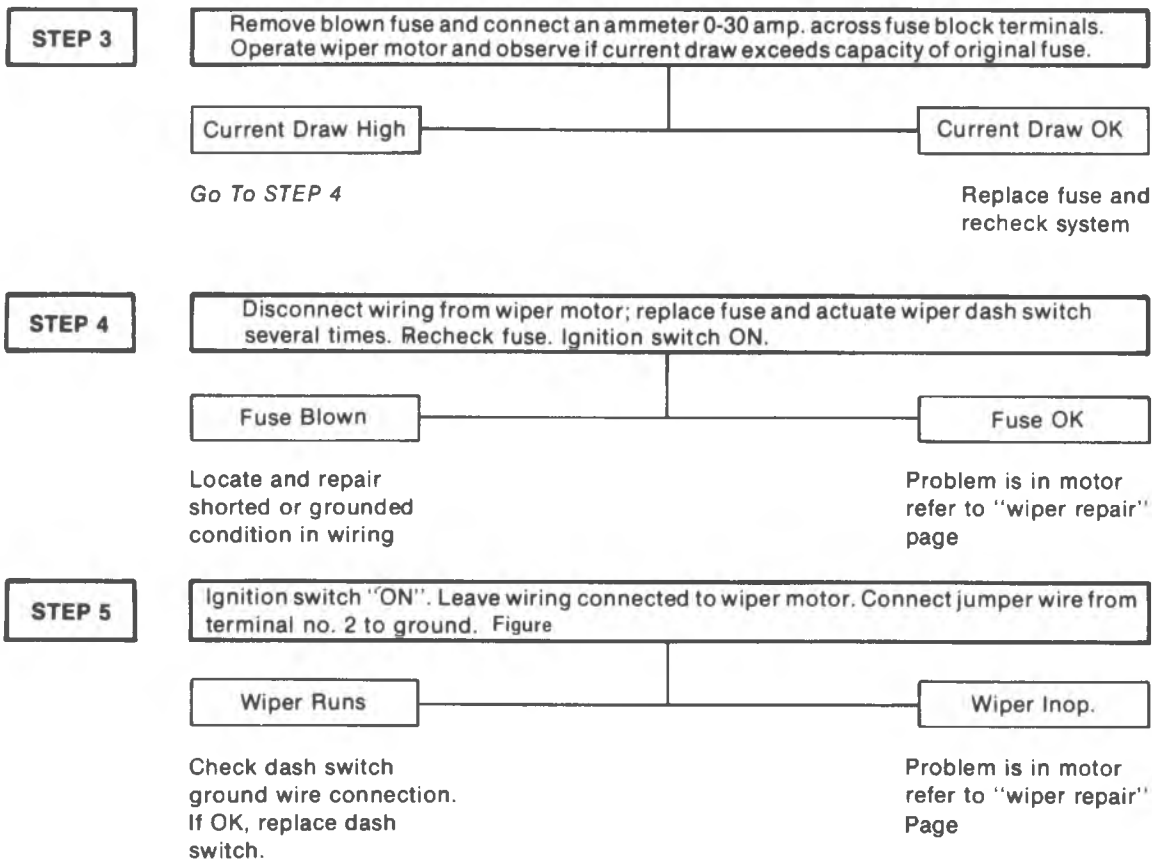 STEP 3
Remove blown fuse and connect an ammeter 0-30 amp. across fuse block terminals.
Operate wiper motor and observe if current draw exceeds capacity of original fuse.
Current Draw High
Current Draw OK
Go To STEP 4
Replace fuse and
recheck system
STEP 4
Disconnect wiring from wiper motor; replace fuse and actuate wiper dash switch
several times. Recheck fuse. Ignition switch ON.
Fuse Blown
Fuse OK
Locate and repair
shorted or grounded
condition in wiring
Problem is in motor
refer to "wiper repair"
page
STEP 5
Ignition switch "ON". Leave wiring connected to wiper motor. Connect jumper wire from
terminal no. 2 to ground. Figure
Wiper Runs
Wiper Inop.
Check dash switch
ground wire connection.
If OK, replace dash
switch.
Problem is in motor
refer to "wiper repair"
Page